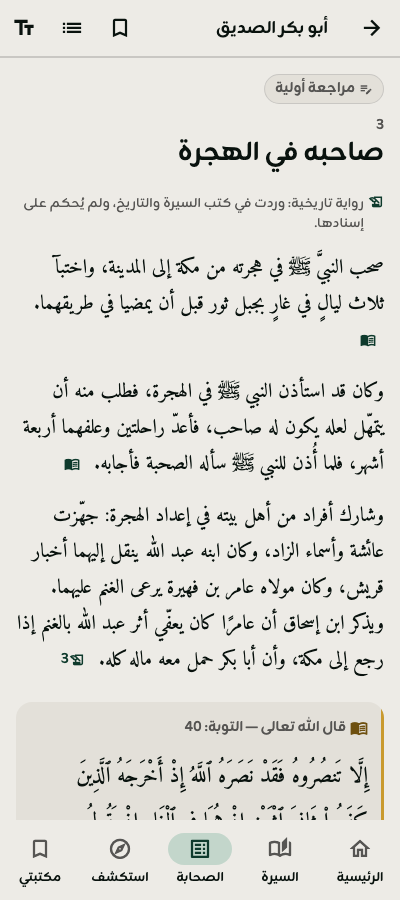 أبو بكر الصديق
مراجعة أولية
3
صاحبه في الهجرة
رواية تاريخية: وردت في كتب السيرة والتاريخ، ولم يُحكم على
إسنادها.
صحب النبيَّ ﷺ في هجرته من مكة إلى المدينة، واختبآ
ثلاث ليالٍ في غارٍ بجبل ثور قبل أن يمضيا في طريقهما.
وكان قد استأذن النبي ﷺ في الهجرة، فطلب منه أن
يتمهّل لعله يكون له صاحب، فأعدّ راحلتين وعلفهما أربعة
أشهر، فلما أُذن للنبي ﷺ سأله الصحبة فأجابه.
وشارك أفراد من أهل بيته في إعداد الهجرة: جهّزت
عائشة وأسماء الزاد، وكان ابنه عبد الله ينقل إليهما أخبار
قريش، وكان مولاه عامر بن فهيرة يرعى الغنم عليهما.
ويذكر ابن إسحاق أن عامرًا كان يعفّي أثر عبد الله بالغنم إذا
رجع إلى مكة، وأن أبا بكر حمل معه ماله كله. 3
قال الله تعالى — التوبة: 40
إِلَّا تَنصُرُوهُ فَقَدْ نَصَرَهُ ٱللَّهُ إِذْ أَخْرَجَهُ ٱلَّذِينَ
الرئيسية
السيرة
الصحابة
استكشف
مكتبتي